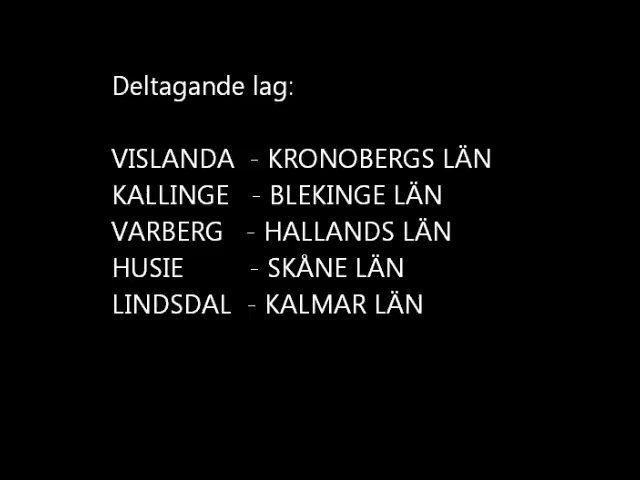 Deltagande lag:
VISLANDA - KRONOBERGS LÄN
KALLINGE - BLEKINGE LÄN
VARBERG - HALLANDS LÄN
HUSIE - SKÅNE LÄN
LINDSDAL - KALMAR LÄN